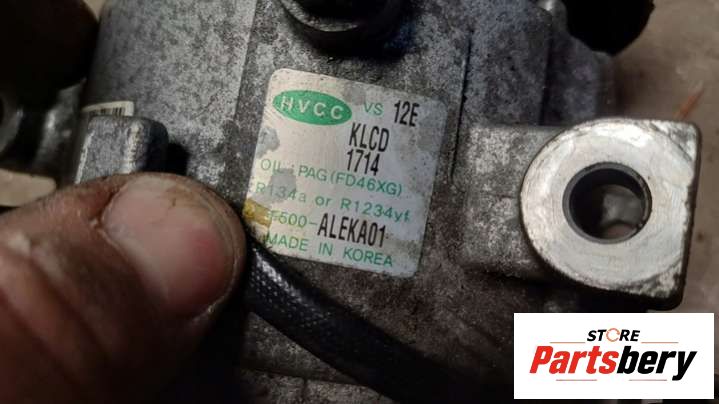 HVCC VS 12E
KLCD
1714
OIL : PAG (FD46XG)
R134a or R1234yf
F500-ALEKA01
MADE IN KOREA
STORE
Partsbery